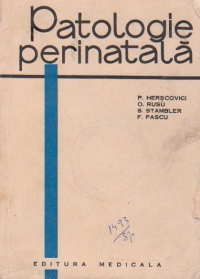 Patologie
perinatală
P. HERȘCOVICI
O. RUSU
S. STAMBLER
F. PASCU
EDITURA MEDICALA